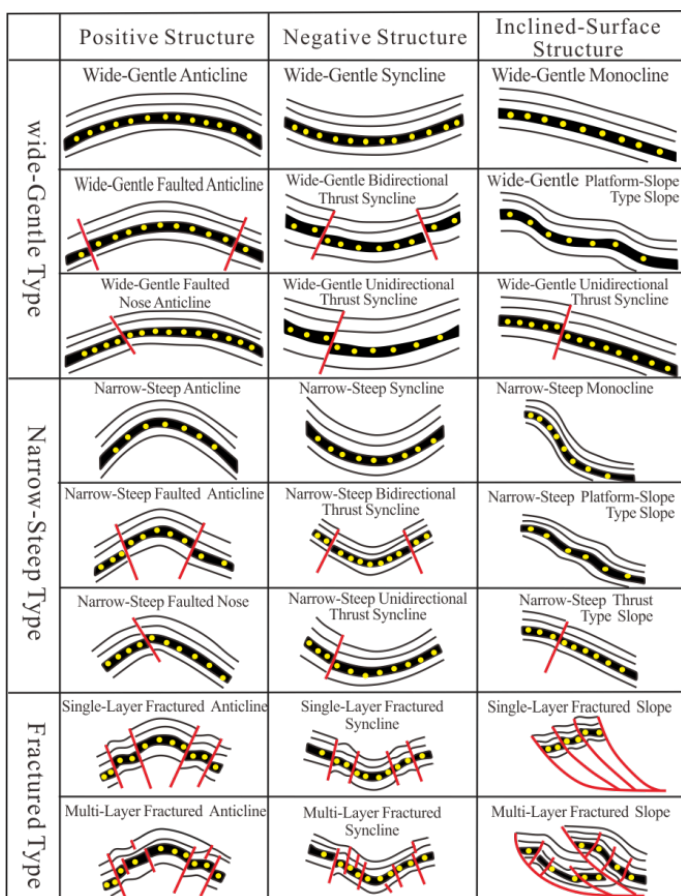 Positive Structure
Negative Structure
Inclined-Surface
Structure
wide-Gentle Type
Wide-Gentle Anticline
Wide-Gentle Syncline
Wide-Gentle Monocline
Wide-Gentle Faulted Anticline
Wide-Gentle Bidirectional
Thrust Syncline
Wide-Gentle Platform-Slope
Type Slope
Wide-Gentle Faulted
Nose Anticline
Wide-Gentle Unidirectional
Thrust Syncline
Wide-Gentle Unidirectional
Thrust Syncline
Narrow-Steep Type
Narrow-Steep Anticline
Narrow-Steep Syncline
Narrow-Steep Monocline
Narrow-Steep Faulted Anticline
Narrow-Steep Bidirectional
Thrust Syncline
Narrow-Steep Platform-Slope
Type Slope
Narrow-Steep Faulted Nose
Narrow-Steep Unidirectional
Thrust Syncline
Narrow-Steep Thrust
Type Slope
Fractured Type
Single-Layer Fractured Anticline
Single-Layer Fractured
Syncline
Single-Layer Fractured Slope
Multi-Layer Fractured Anticline
Multi-Layer Fractured
Syncline
Multi-Layer Fractured Slope